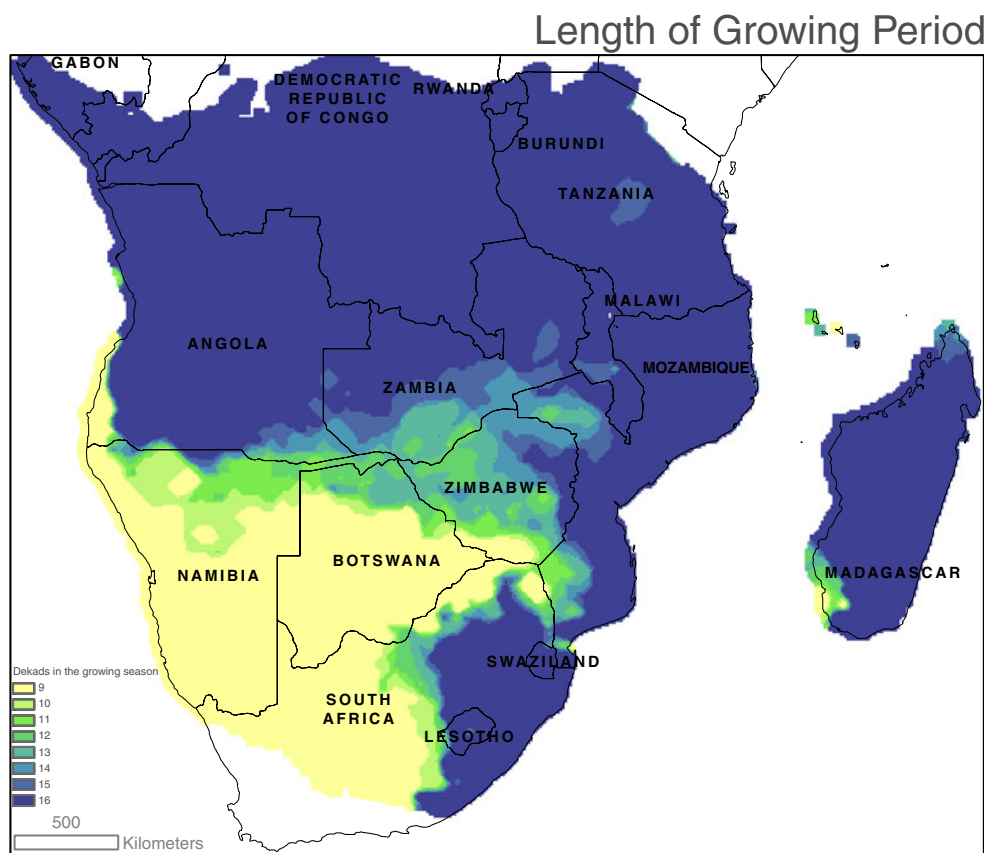 Length of Growing Period
GABON
DEMOCRATIC
REPUBLIC
OF CONGO
RWANDA
BURUNDI
TANZANIA
MALAWI
ANGOLA
MOZAMBIQUE
ZAMBIA
ZIMBABWE
NAMIBIA
BOTSWANA
MADAGASCAR
SWAZILAND
SOUTH
AFRICA
LESOTHO
Dekads in the growing season
9
10
11
12
13
14
15
16
500
Kilometers